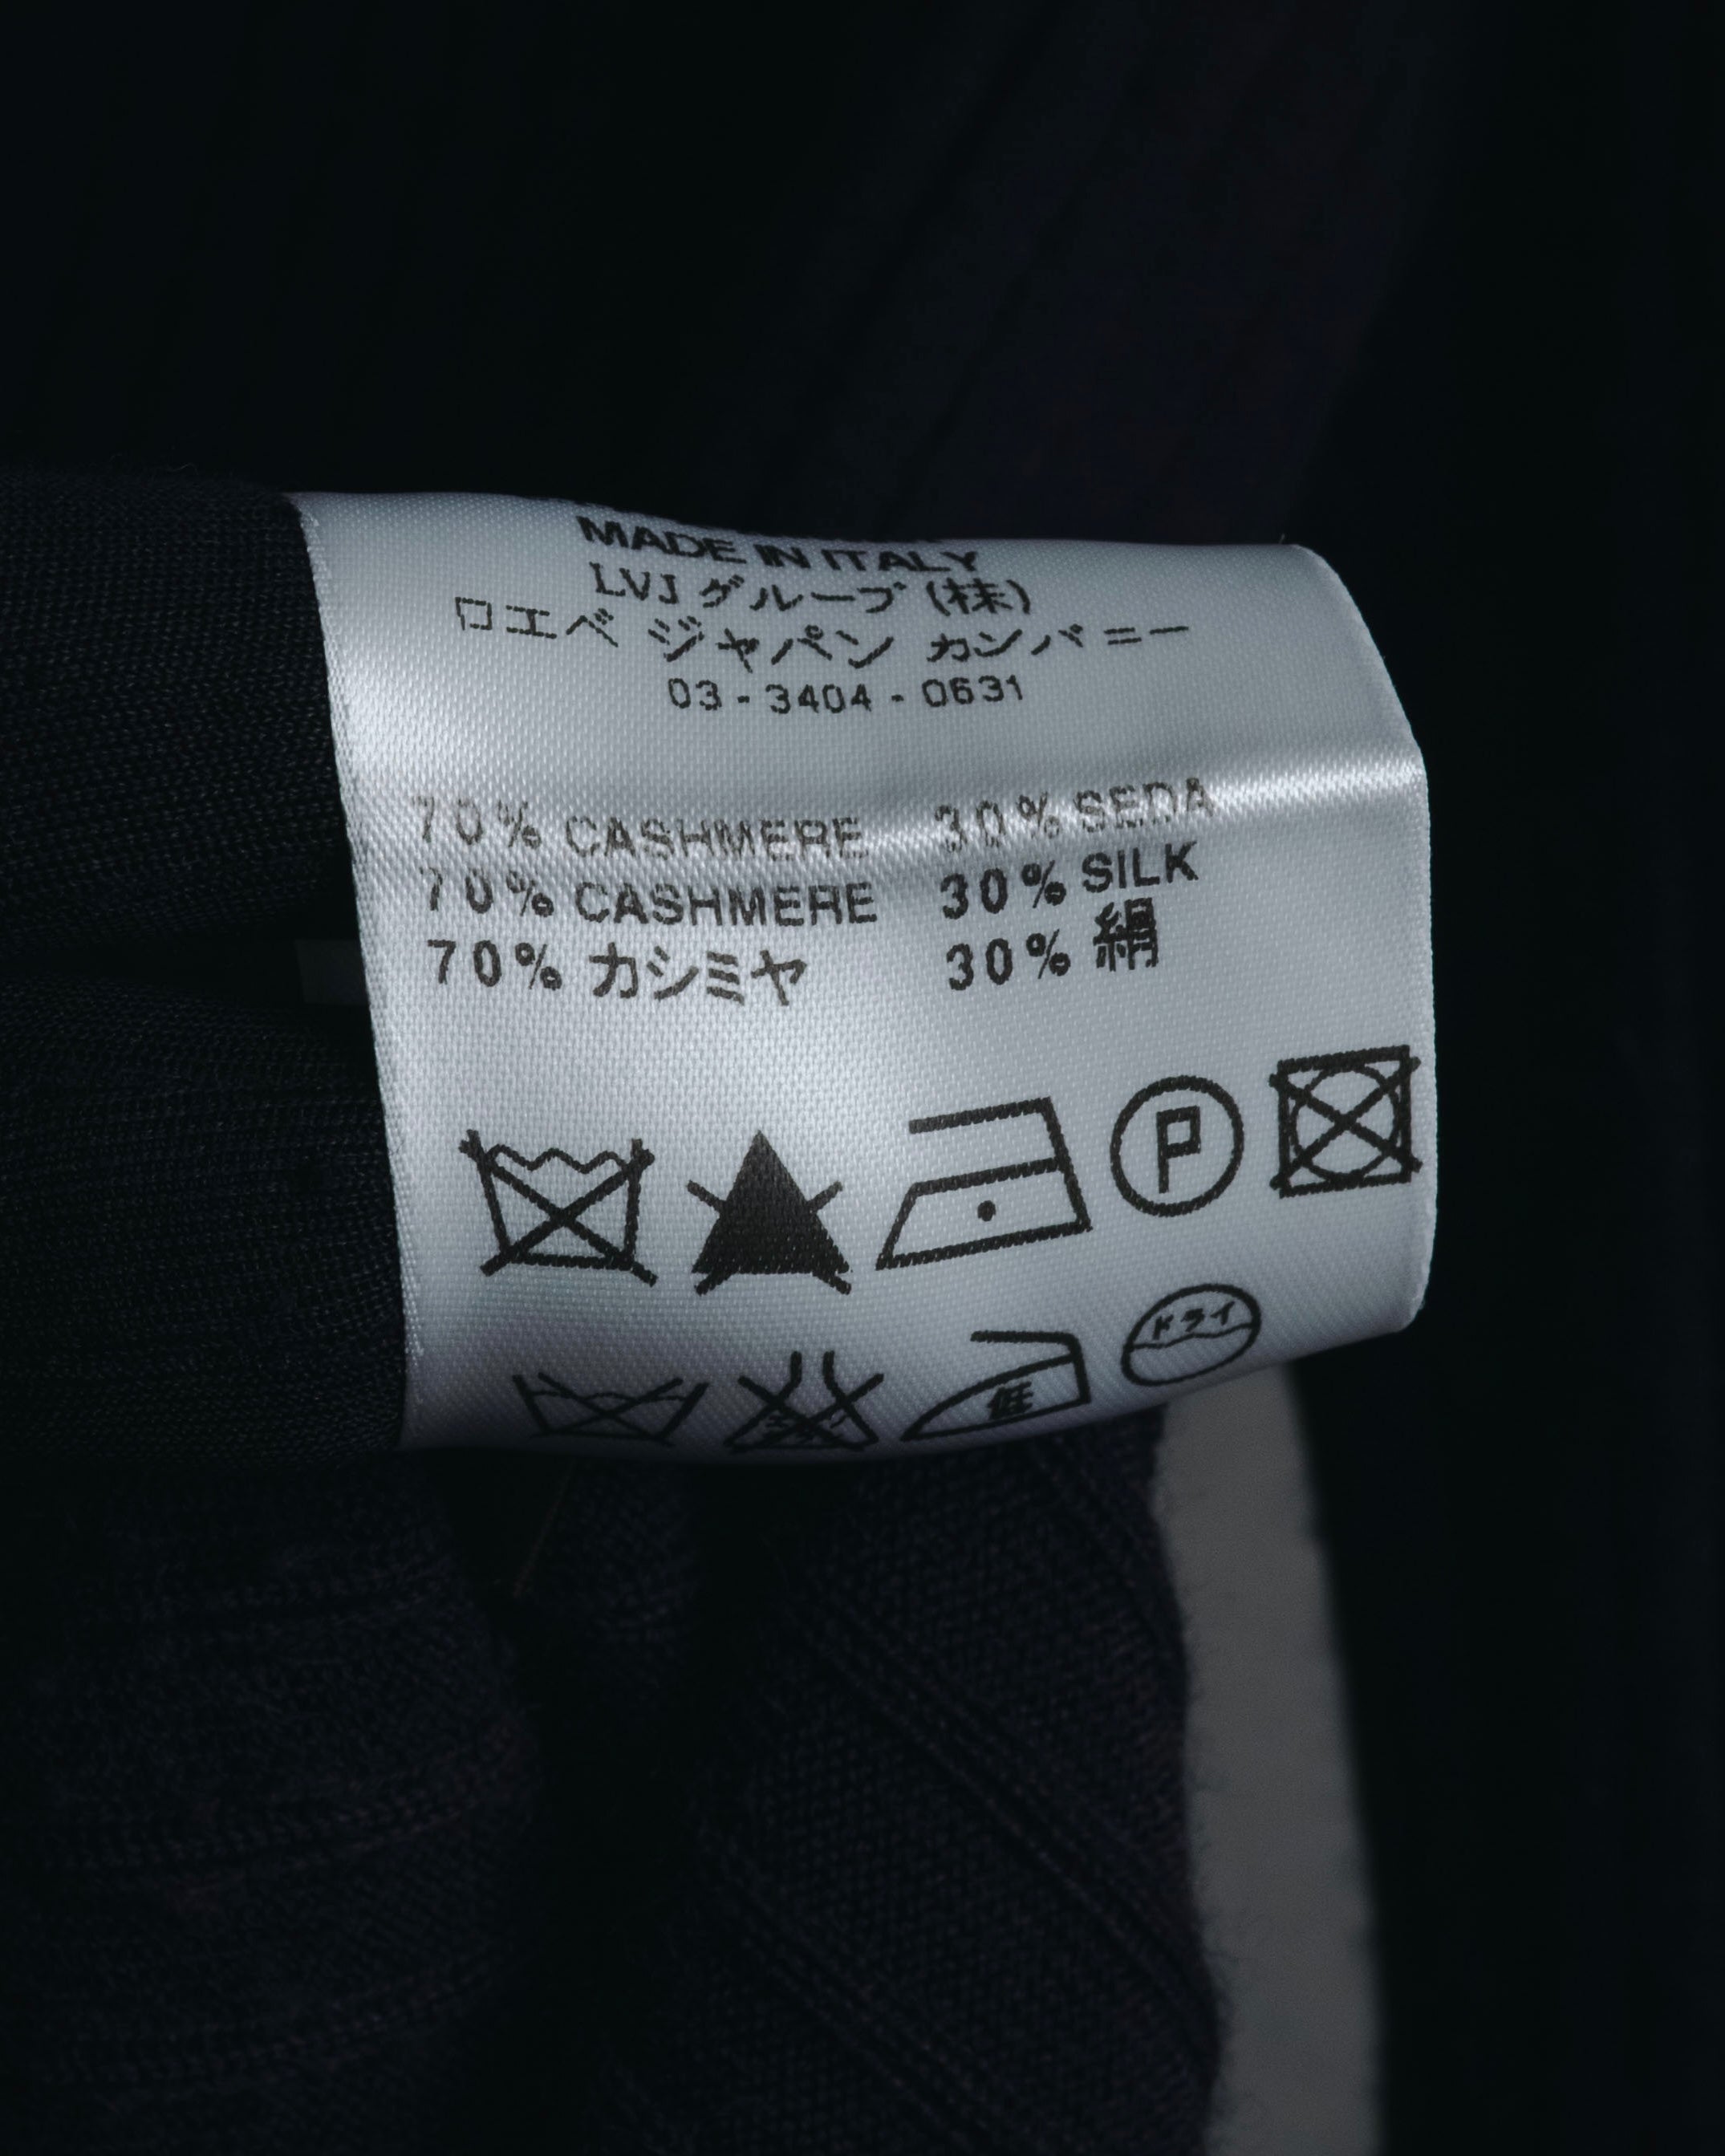 MADE IN ITALY
LVJ グループ (株)
ロエベ ジャパン カンパニー
03-3404-0631
70% CASHMERE 30% SEDA
70% CASHMERE 30% SILK
70% カシミヤ 30% 絹
P
ドライ
低